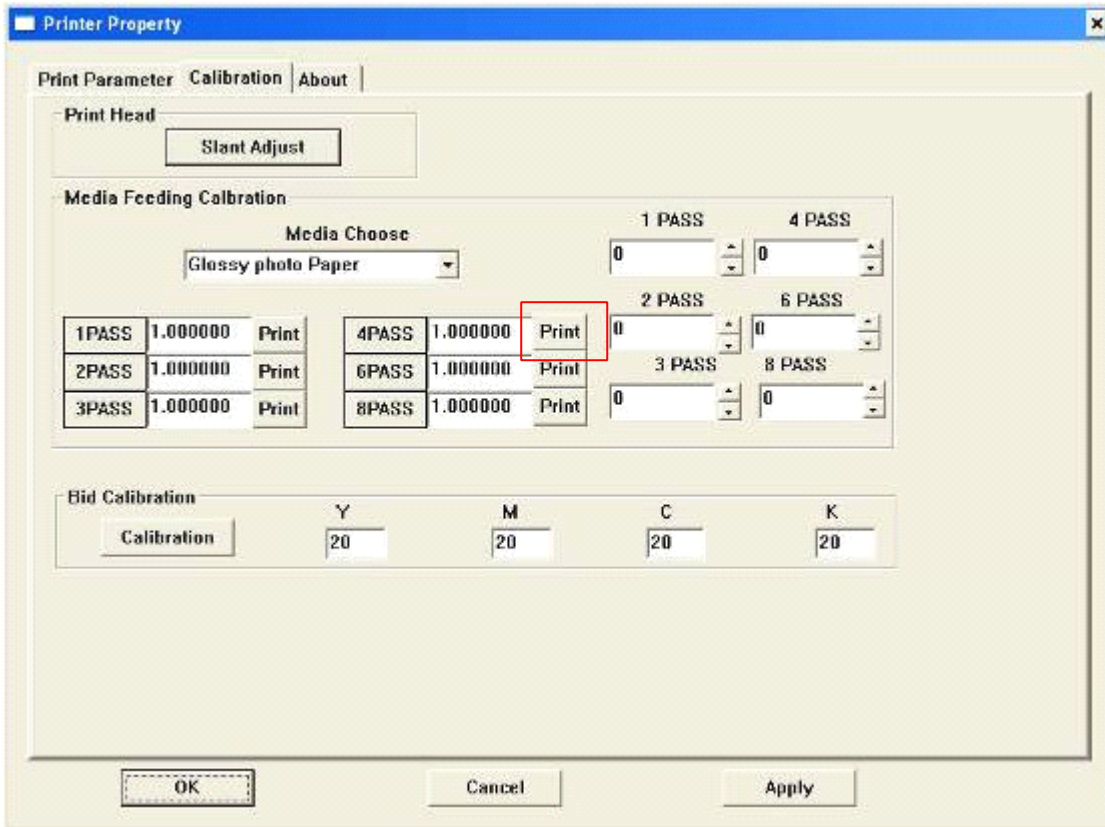 Printer Property
Print Parameter Calibration About
Print Head
Slant Adjust
Media Feeding Calbration
Media Choose
Glossy photo Paper
1 PASS 4 PASS
0 0
2 PASS 6 PASS
0 0
3 PASS 8 PASS
0 0
1PASS 1.000000 Print 4PASS 1.000000 Print
2PASS 1.000000 Print 6PASS 1.000000 Print
3PASS 1.000000 Print 8PASS 1.000000 Print
Bid Calibration
Y M C K
Calibration 20 20 20 20
OK Cancel Apply